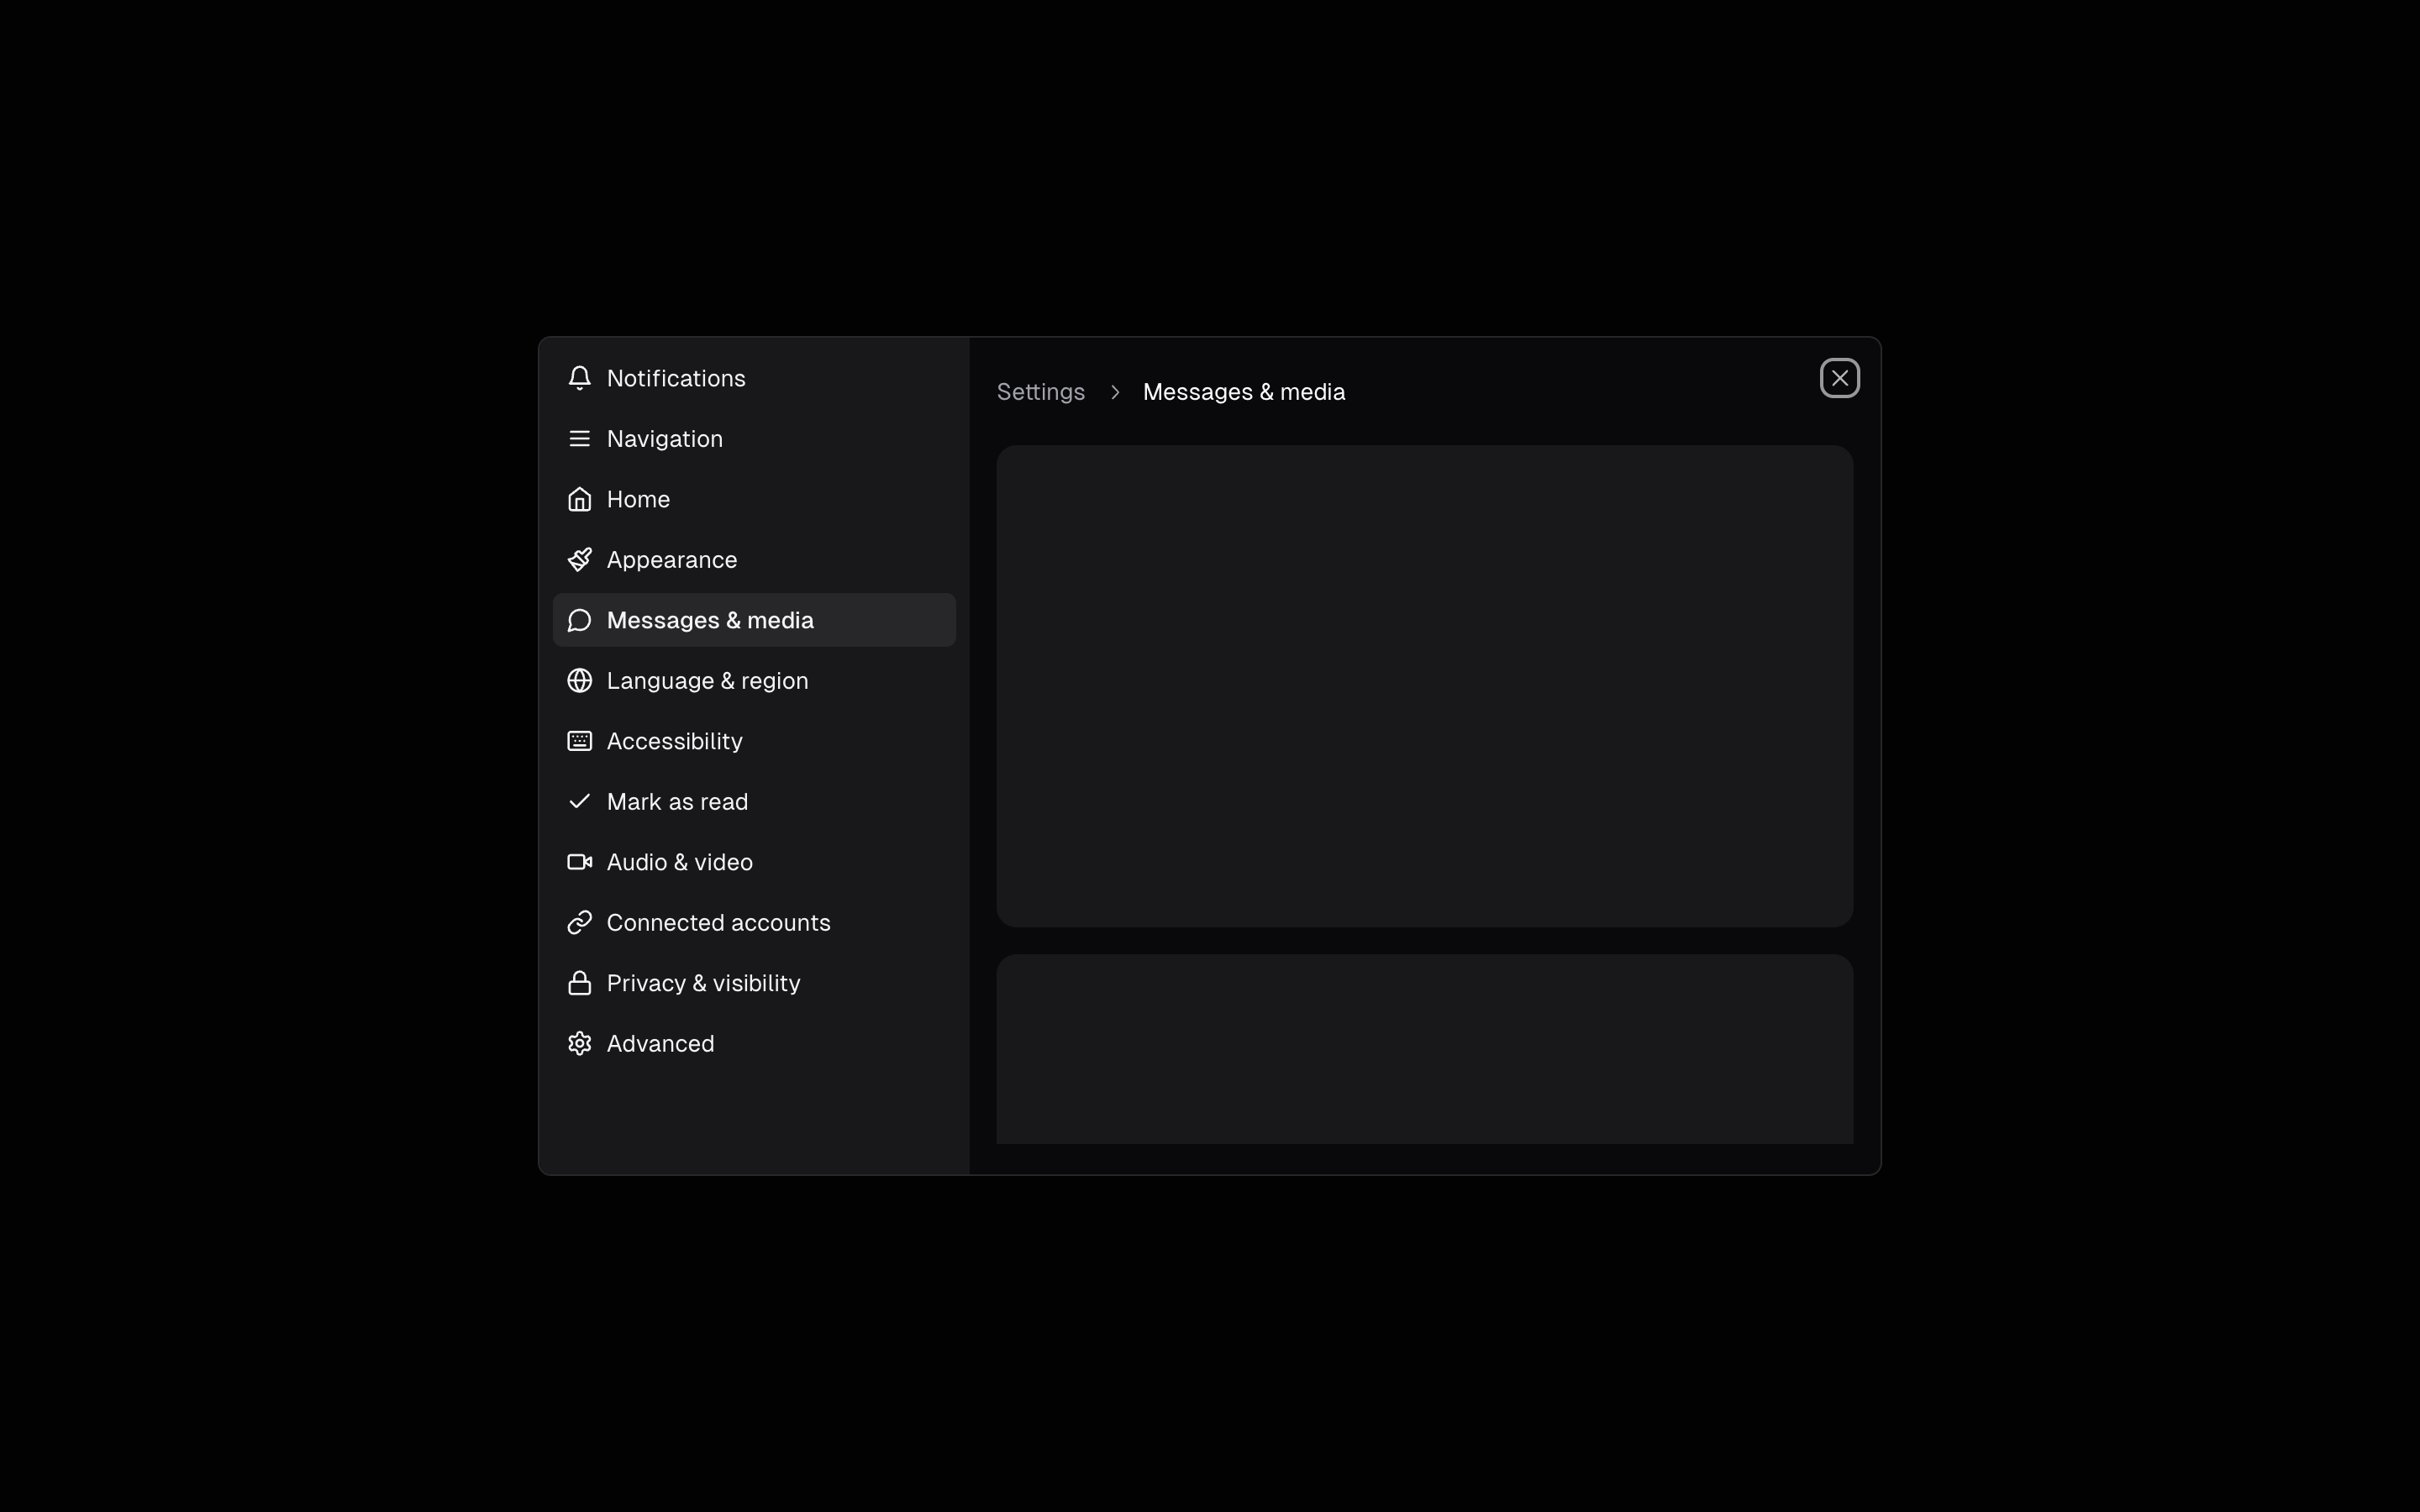 Notifications
Navigation
Home
Appearance
Messages & media
Language & region
Accessibility
Mark as read
Audio & video
Connected accounts
Privacy & visibility
Advanced
Settings > Messages & media